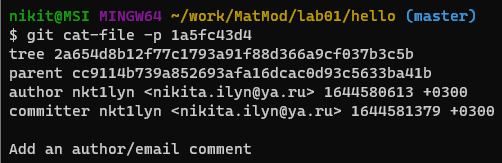 nikit@MSI MINGW64 ~/work/MatMod/lab01/hello (master)
$ git cat-file -p 1a5fc43d4
tree 2a654d8b12f77c1793a91f88d366a9cf037b3c5b
parent cc9114b739a852693afa16dcac0d93c5633ba41b
author nkt1lyn <nikita.ilyn@ya.ru> 1644580613 +0300
committer nkt1lyn <nikita.ilyn@ya.ru> 1644581379 +0300
Add an author/email comment